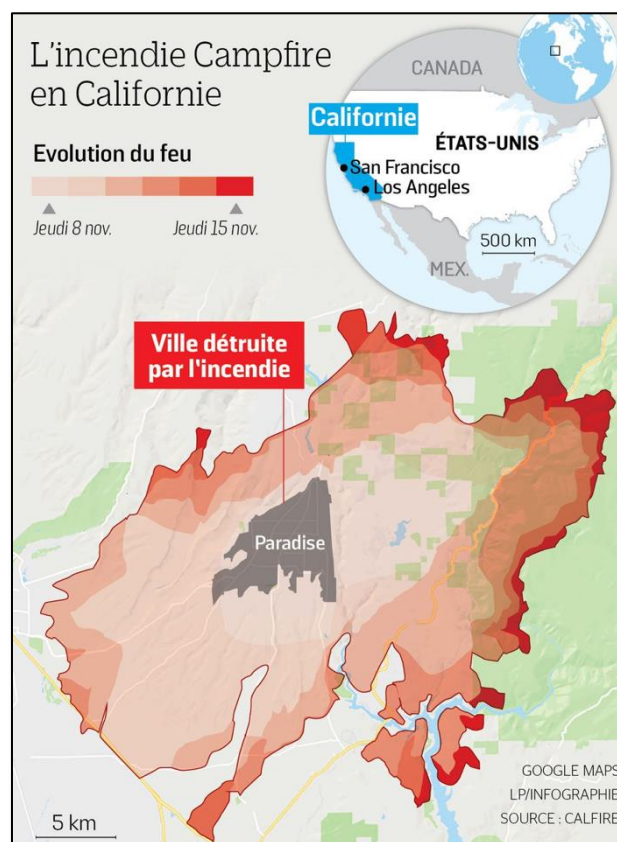 L'incendie Campfire
en Californie
Evolution du feu
Jeudi 8 nov.
Jeudi 15 nov.
CANADA
Californie
ÉTATS-UNIS
San Francisco
Los Angeles
500 km
MEX.
Ville détruite
par l'incendie
Paradise
5 km
GOOGLE MAPS
LP/INFOGRAPHIE
SOURCE : CALFIRE